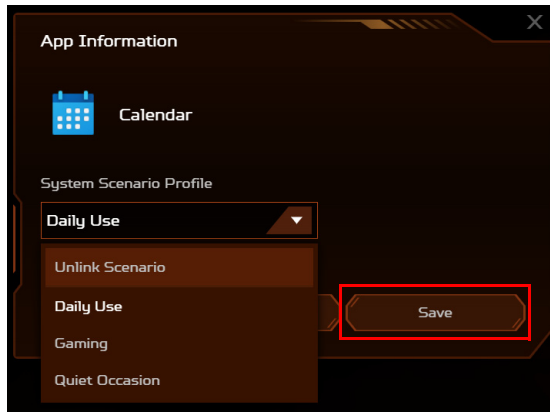 App Information
X
Calendar
System Scenario Profile
Daily Use
Unlink Scenario
Daily Use
Gaming
Quiet Occasion
Save